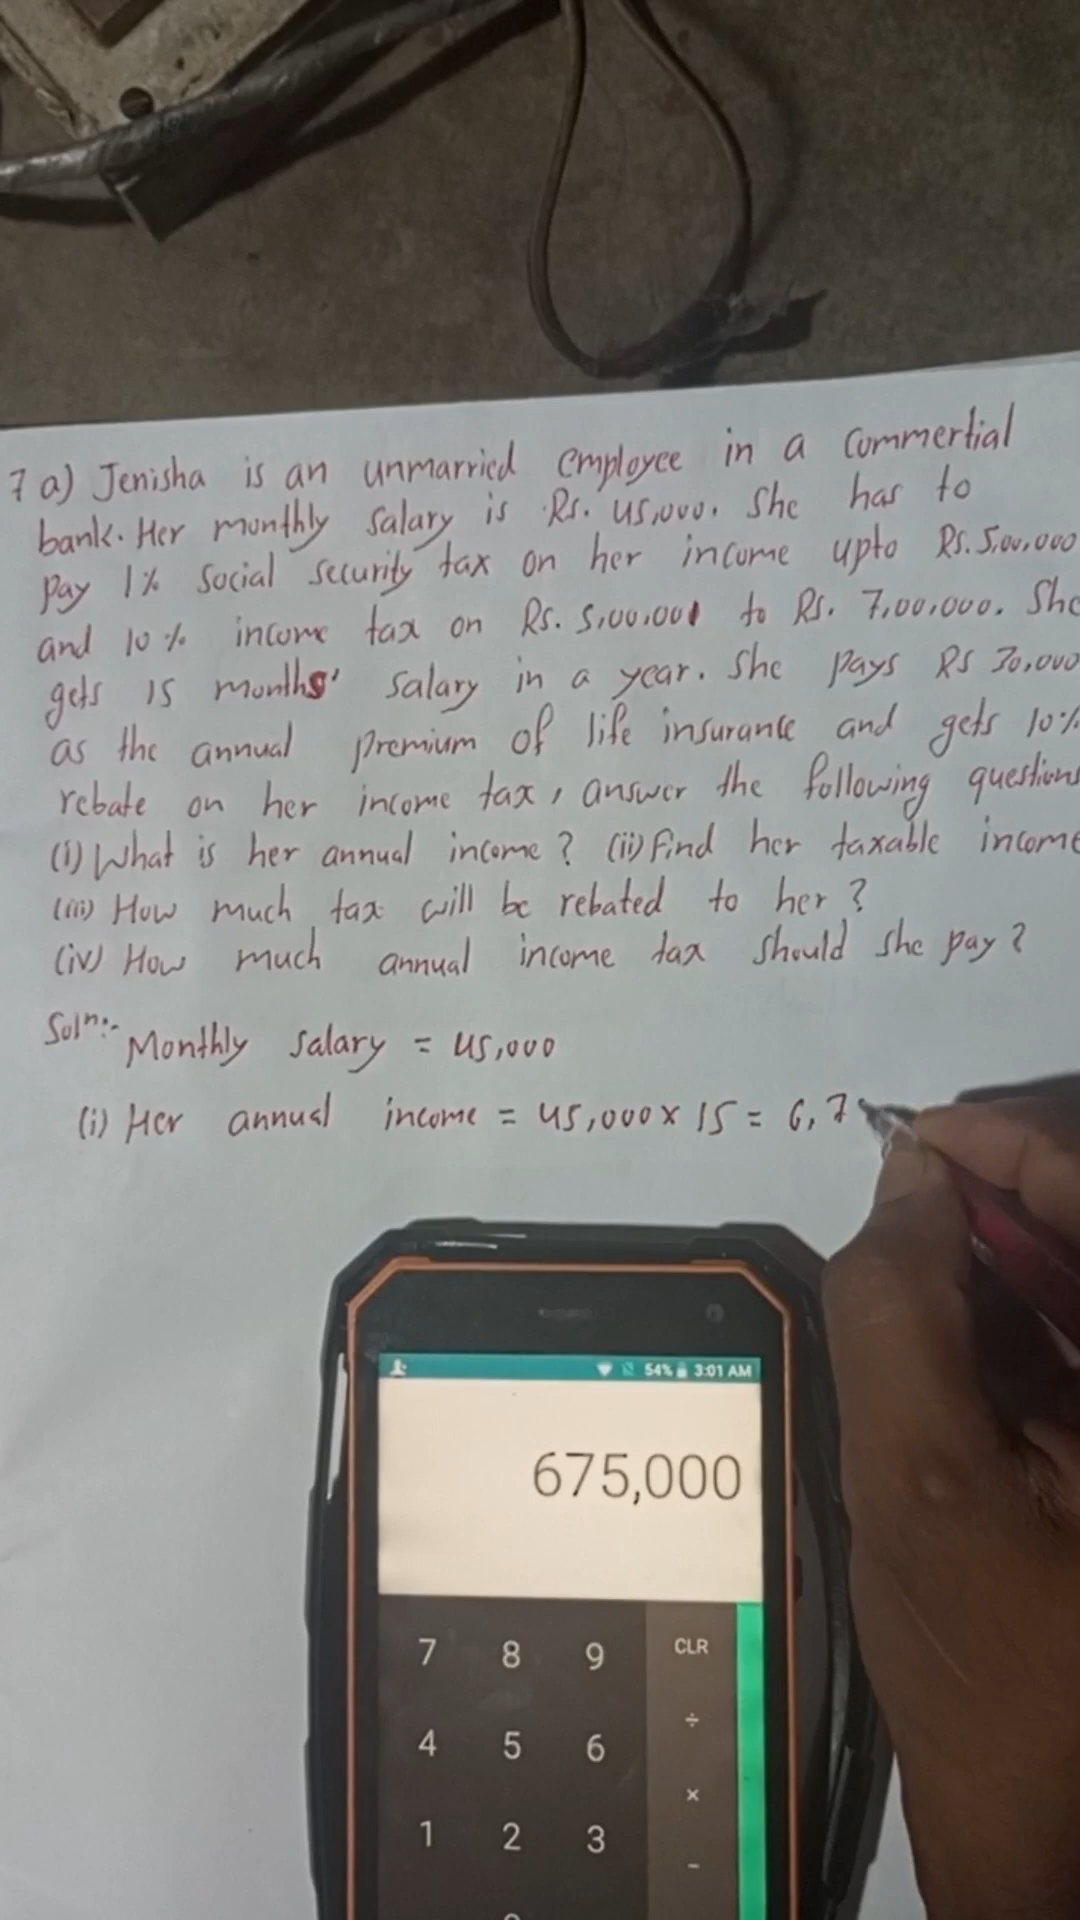 7 a) Jenisha is an unmarried employee in a Commertial
bank. Her monthly salary is Rs. 45,000. She has to
pay 1% Social Security tax on her income upto Rs. 5,00,000
and 10% income tax on Rs. 5,00,001 to Rs. 7,00,000. She
gets 15 months' salary in a year. She pays RS 30,000
as the annual premium of life insurance and gets 10%
rebate on her income tax, answer the following questions
(i) What is her annual income? (ii) Find her taxable income
(iii) How much tax will be rebated to her?
(iv) How much annual income tax should she pay?
Solⁿ:- Monthly salary = 45,000
(i) Her annual income = 45,000 x 15 = 6,7
54% 3:01 AM
675,000
7 8 9 CLR
÷
4 5 6
×
1 2 3
−